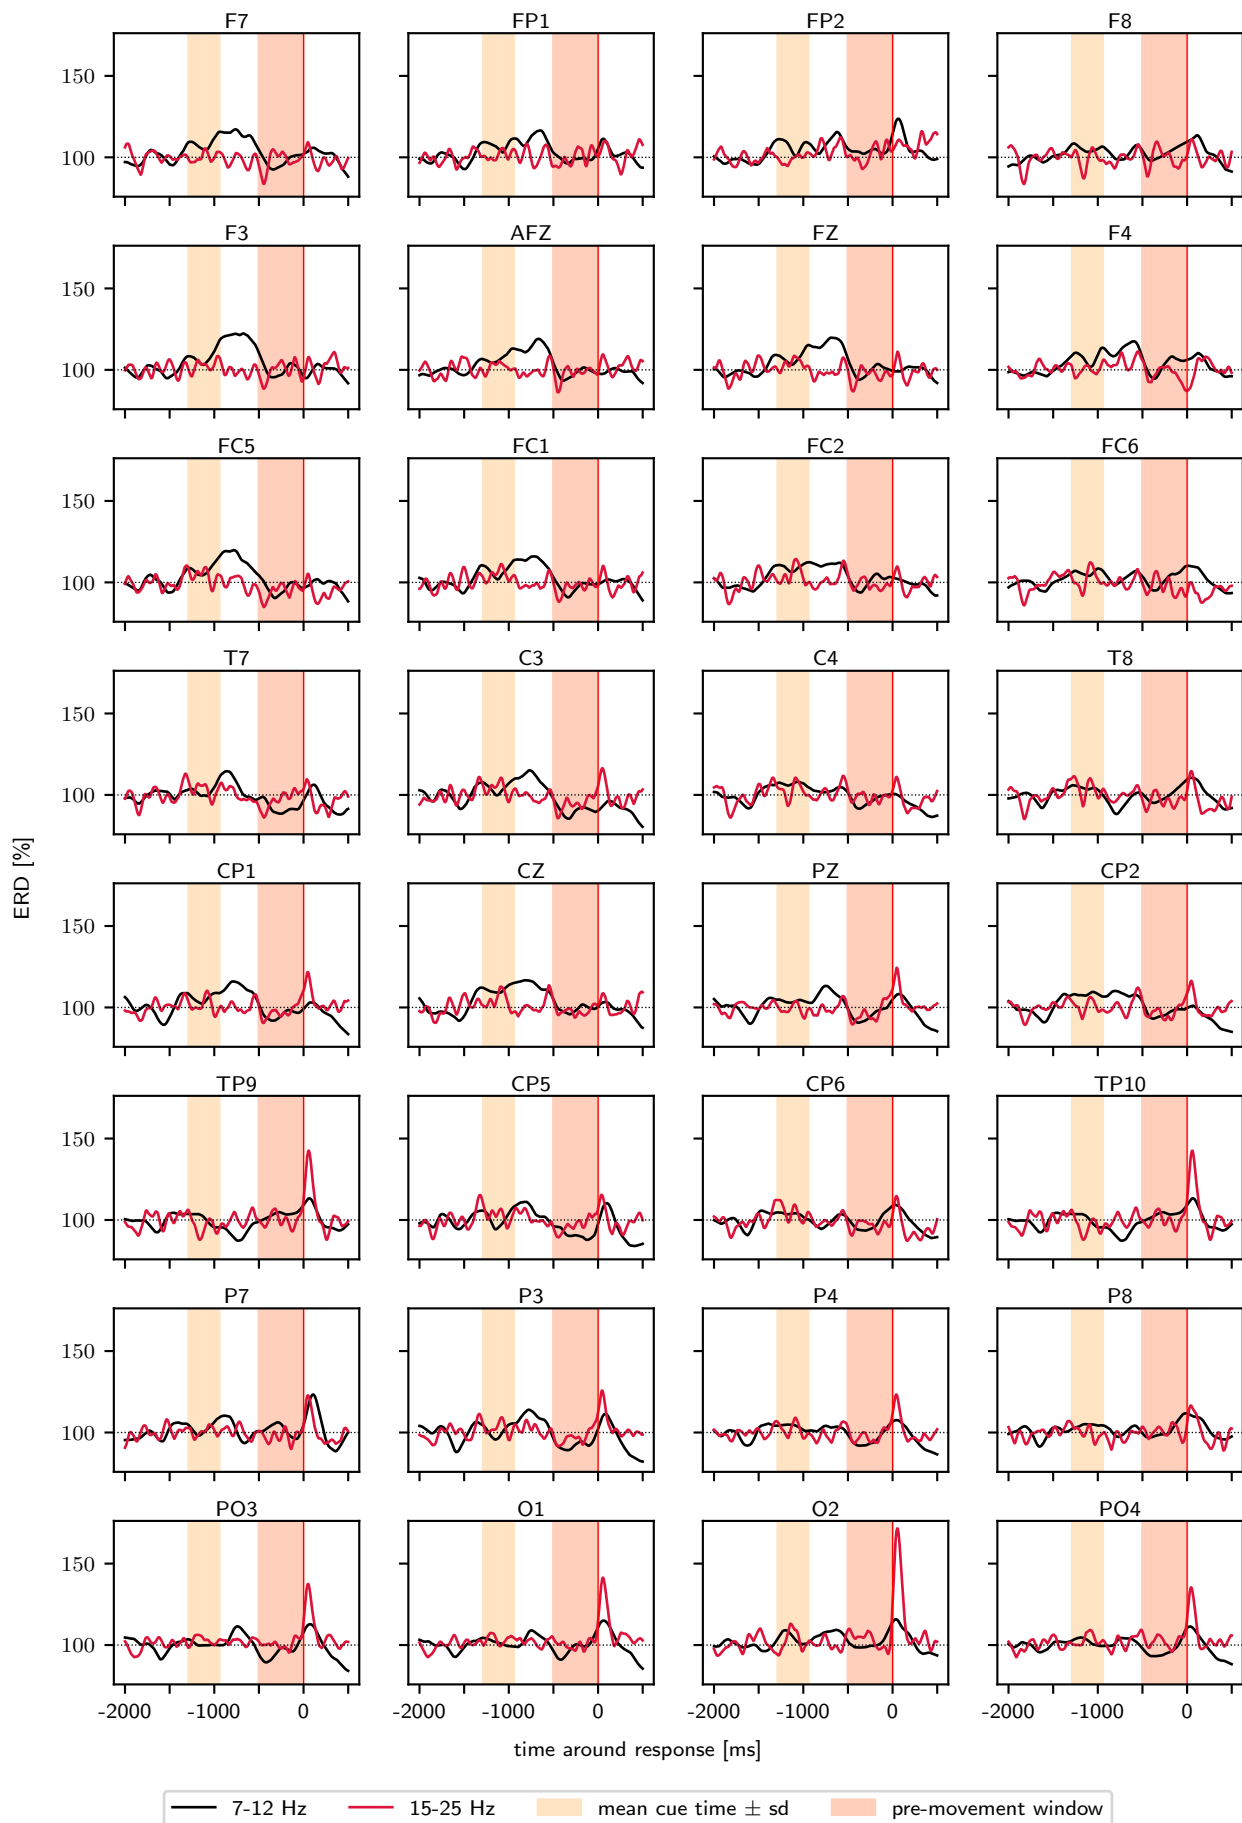 F7 FP1 FP2 F8
150
100
F3 AFZ FZ F4
150
100
FC5 FC1 FC2 FC6
150
100
T7 C3 C4 T8
150
100
CP1 CZ PZ CP2
150
100
TP9 CP5 CP6 TP10
150
100
P7 P3 P4 P8
150
100
PO3 O1 O2 PO4
150
100
-2000 -1000 0 -2000 -1000 0 -2000 -1000 0 -2000 -1000 0
ERD [%]
time around response [ms]
7-12 Hz 15-25 Hz mean cue time ± sd pre-movement window